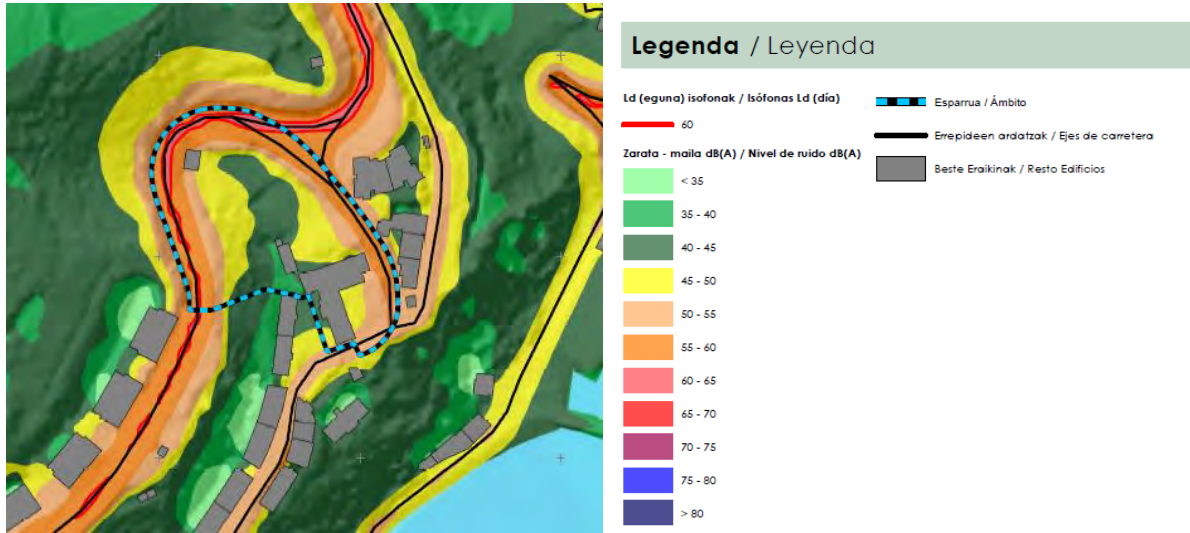 Legenda / Leyenda
Ld (eguna) isofonak / Isófonas Ld (día)
60
Zarata - maila dB(A) / Nivel de ruido dB(A)
< 35
35 - 40
40 - 45
45 - 50
50 - 55
55 - 60
60 - 65
65 - 70
70 - 75
75 - 80
> 80
Esparrua / Ámbito
Errepideen ardatzak / Ejes de carretera
Beste Eraikinak / Resto Edificios